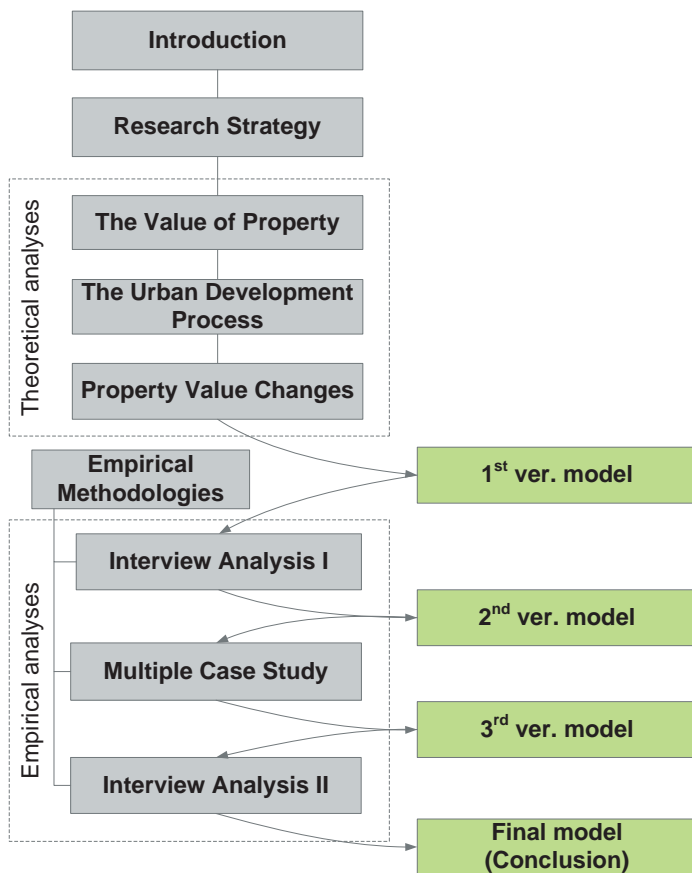 Introduction
Research Strategy
Theoretical analyses
The Value of Property
The Urban Development
Process
Property Value Changes
1st ver. model
Empirical
Methodologies
Empirical analyses
Interview Analysis I
2nd ver. model
Multiple Case Study
3rd ver. model
Interview Analysis II
Final model
(Conclusion)